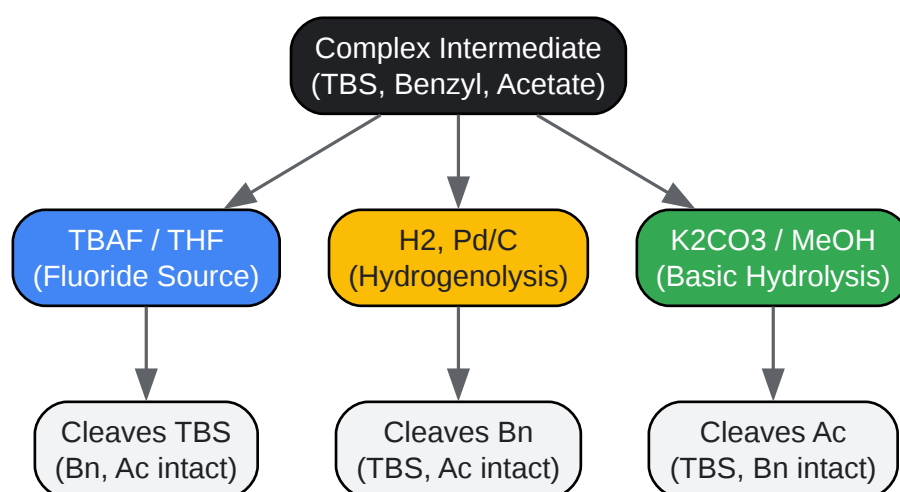 Complex Intermediate
(TBS, Benzyl, Acetate)
TBAF / THF
(Fluoride Source)
H2, Pd/C
(Hydrogenolysis)
K2CO3 / MeOH
(Basic Hydrolysis)
Cleaves TBS
(Bn, Ac intact)
Cleaves Bn
(TBS, Ac intact)
Cleaves Ac
(TBS, Bn intact)